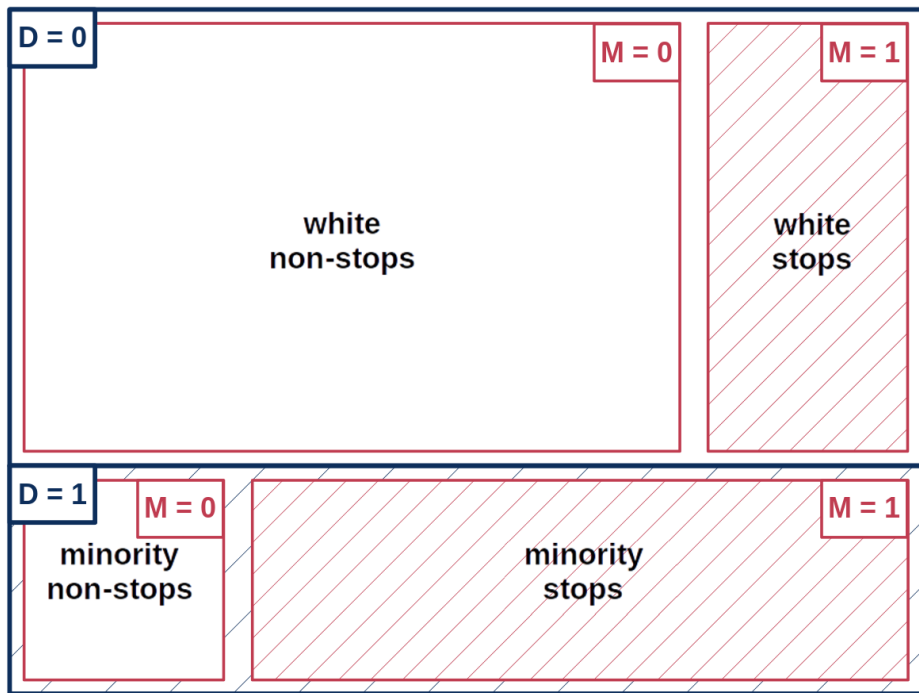 D = 0
M = 0
M = 1
white
non-stops
white
stops
D = 1
M = 0
M = 1
minority
non-stops
minority
stops